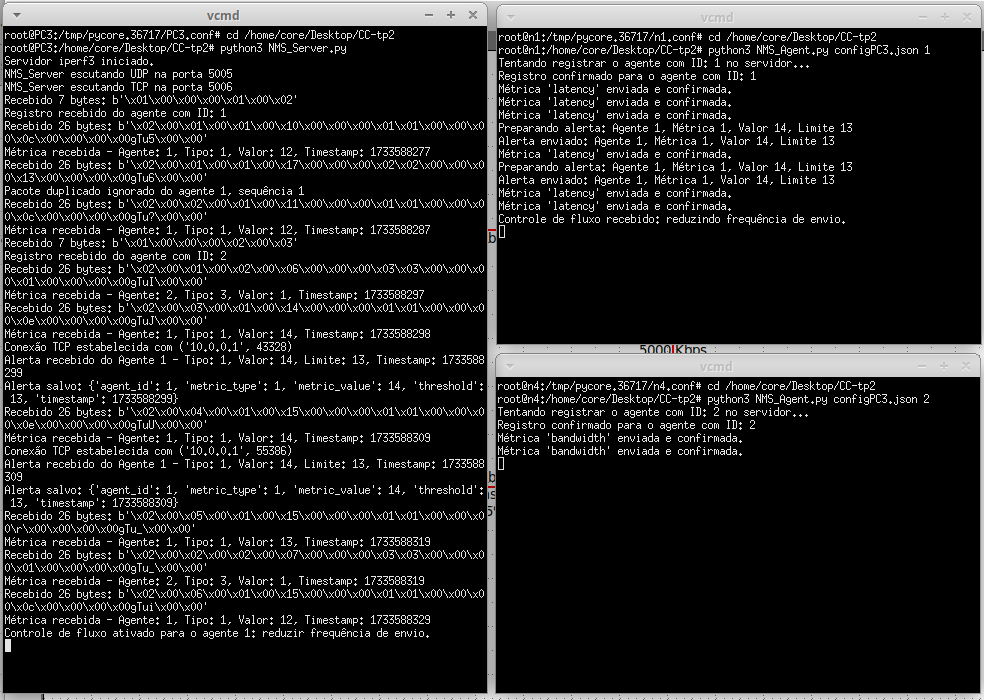 vcmd
root@PC3:/tmp/pycore.36717/PC3.conf# cd /home/core/Desktop/CC-tp2
root@PC3:/home/core/Desktop/CC-tp2# python3 NMS_Server.py
Servidor iperf3 iniciado.
NMS_Server escutando UDP na porta 5005
NMS_Server escutando TCP na porta 5006
Recebido 7 bytes: b'\x01\x00\x00\x00\x01\x00\x02'
Registro recebido do agente com ID: 1
Recebido 26 bytes: b'\x02\x00\x01\x00\x01\x00\x10\x00\x00\x00\x01\x01\x00\x00\x00\x0
0\x0c\x00\x00\x00\x00gTu5\x00\x00'
Métrica recebida - Agente: 1, Tipo: 1, Valor: 12, Timestamp: 1733588277
Recebido 26 bytes: b'\x02\x00\x01\x00\x01\x00\x17\x00\x00\x00\x02\x02\x00\x00\x00\x0
0\x13\x00\x00\x00\x00gTu6\x00\x00'
Pacote duplicado ignorado do agente 1, sequência 1
Recebido 26 bytes: b'\x02\x00\x02\x00\x01\x00\x11\x00\x00\x00\x01\x01\x00\x00\x00\x0
0\x0c\x00\x00\x00\x00gTu?\x00\x00'
Métrica recebida - Agente: 1, Tipo: 1, Valor: 12, Timestamp: 1733588287
Recebido 7 bytes: b'\x01\x00\x00\x00\x02\x00\x03'
Registro recebido do agente com ID: 2
Recebido 26 bytes: b'\x02\x00\x01\x00\x02\x00\x06\x00\x00\x00\x03\x03\x00\x00\x00\x0
0\x01\x00\x00\x00\x00gTuI\x00\x00'
Métrica recebida - Agente: 2, Tipo: 3, Valor: 1, Timestamp: 1733588297
Recebido 26 bytes: b'\x02\x00\x03\x00\x01\x00\x14\x00\x00\x00\x01\x01\x00\x00\x00\x0
0\x0e\x00\x00\x00\x00gTuJ\x00\x00'
Métrica recebida - Agente: 1, Tipo: 1, Valor: 14, Timestamp: 1733588298
Conexão TCP estabelecida com ('10.0.0.1', 43328)
Alerta recebido do Agente 1 - Tipo: 1, Valor: 14, Limite: 13, Timestamp: 1733588
299
Alerta salvo: {'agent_id': 1, 'metric_type': 1, 'metric_value': 14, 'threshold':
 13, 'timestamp': 1733588299}
Recebido 26 bytes: b'\x02\x00\x04\x00\x01\x00\x15\x00\x00\x00\x01\x01\x00\x00\x00\x0
0\x0e\x00\x00\x00\x00gTuU\x00\x00'
Métrica recebida - Agente: 1, Tipo: 1, Valor: 14, Timestamp: 1733588309
Conexão TCP estabelecida com ('10.0.0.1', 55386)
Alerta recebido do Agente 1 - Tipo: 1, Valor: 14, Limite: 13, Timestamp: 1733588
309
Alerta salvo: {'agent_id': 1, 'metric_type': 1, 'metric_value': 14, 'threshold':
 13, 'timestamp': 1733588309}
Recebido 26 bytes: b'\x02\x00\x05\x00\x01\x00\x15\x00\x00\x00\x01\x01\x00\x00\x00\x0
0\r\x00\x00\x00\x00gTu_\x00\x00'
Métrica recebida - Agente: 1, Tipo: 1, Valor: 13, Timestamp: 1733588319
Recebido 26 bytes: b'\x02\x00\x02\x00\x02\x00\x07\x00\x00\x00\x03\x03\x00\x00\x00\x0
0\x01\x00\x00\x00\x00gTu_\x00\x00'
Métrica recebida - Agente: 2, Tipo: 3, Valor: 1, Timestamp: 1733588319
Recebido 26 bytes: b'\x02\x00\x06\x00\x01\x00\x15\x00\x00\x00\x01\x01\x00\x00\x00\x0
0\x0c\x00\x00\x00\x00gTui\x00\x00'
Métrica recebida - Agente: 1, Tipo: 1, Valor: 12, Timestamp: 1733588329
Controle de fluxo ativado para o agente 1: reduzir frequência de envio.
vcmd
root@n1:/tmp/pycore.36717/n1.conf# cd /home/core/Desktop/CC-tp2
root@n1:/home/core/Desktop/CC-tp2# python3 NMS_Agent.py configPC3.json 1
Tentando registrar o agente com ID: 1 no servidor...
Registro confirmado para o agente com ID: 1
Métrica 'latency' enviada e confirmada.
Métrica 'latency' enviada e confirmada.
Métrica 'latency' enviada e confirmada.
Preparando alerta: Agente 1, Métrica 1, Valor 14, Limite 13
Alerta enviado: Agente 1, Métrica 1, Valor 14, Limite 13
Métrica 'latency' enviada e confirmada.
Preparando alerta: Agente 1, Métrica 1, Valor 14, Limite 13
Alerta enviado: Agente 1, Métrica 1, Valor 14, Limite 13
Métrica 'latency' enviada e confirmada.
Métrica 'latency' enviada e confirmada.
Controle de fluxo recebido: reduzindo frequência de envio.
5000 Kbps
vcmd
root@n4:/tmp/pycore.36717/n4.conf# cd /home/core/Desktop/CC-tp2
root@n4:/home/core/Desktop/CC-tp2# python3 NMS_Agent.py configPC3.json 2
Tentando registrar o agente com ID: 2 no servidor...
Registro confirmado para o agente com ID: 2
Métrica 'bandwidth' enviada e confirmada.
Métrica 'bandwidth' enviada e confirmada.